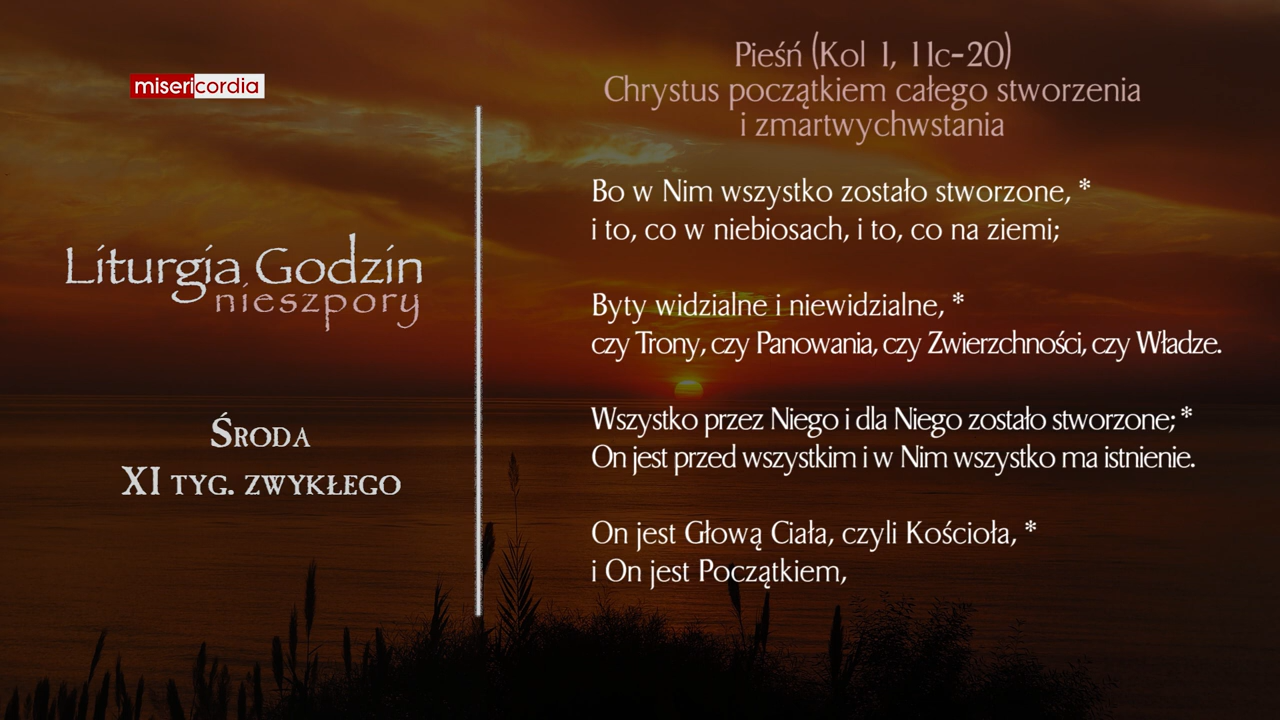 misericordia
Liturgia Godzin
nieszpory
Środa
XI tyg. zwykłego
Pieśń (Kol 1, 11c-20)
Chrystus początkiem całego stworzenia
i zmartwychwstania
Bo w Nim wszystko zostało stworzone, *
i to, co w niebiosach, i to, co na ziemi;
Byty widzialne i niewidzialne, *
czy Trony, czy Panowania, czy Zwierzchności, czy Władze.
Wszystko przez Niego i dla Niego zostało stworzone; *
On jest przed wszystkim i w Nim wszystko ma istnienie.
On jest Głową Ciała, czyli Kościoła, *
i On jest Początkiem,